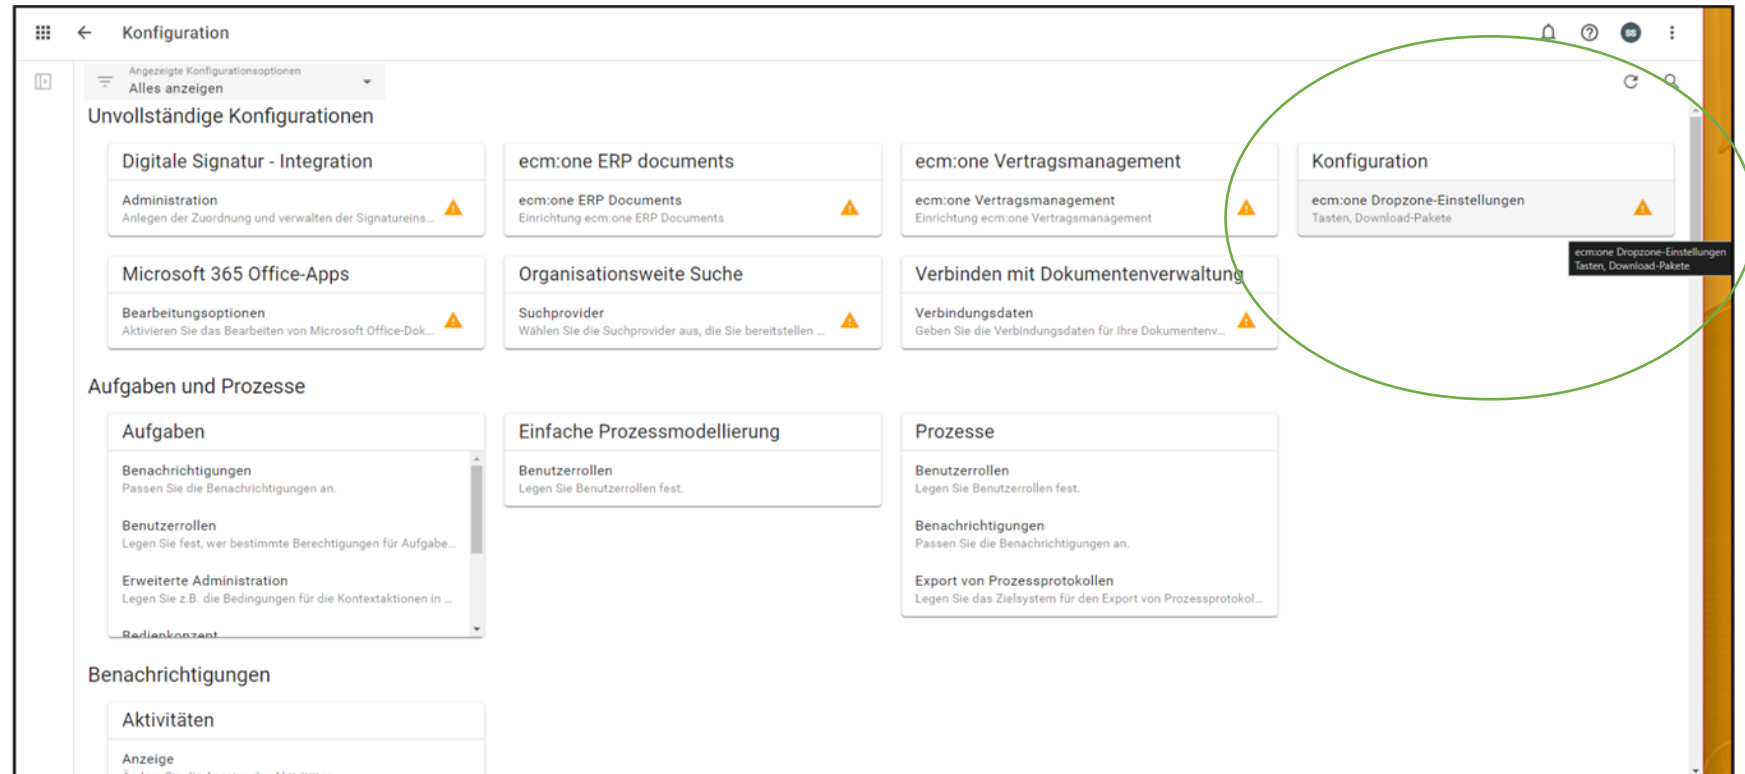 Konfiguration
SS
Angezeigte Konfigurationsoptionen
Alles anzeigen
Unvollständige Konfigurationen
Digitale Signatur - Integration
Administration
Anlegen der Zuordnung und verwalten der Signatureins...
ecm:one ERP documents
ecm:one ERP Documents
Einrichtung ecm:one ERP Documents
ecm:one Vertragsmanagement
ecm:one Vertragsmanagement
Einrichtung ecm:one Vertragsmanagement
Konfiguration
ecm:one Dropzone-Einstellungen
Tasten, Download-Pakete
ecm:one Dropzone-Einstellungen
Tasten, Download-Pakete
Microsoft 365 Office-Apps
Bearbeitungsoptionen
Aktivieren Sie das Bearbeiten von Microsoft Office-Dok...
Organisationsweite Suche
Suchprovider
Wählen Sie die Suchprovider aus, die Sie bereitstellen ...
Verbinden mit Dokumentenverwaltung
Verbindungsdaten
Geben Sie die Verbindungsdaten für Ihre Dokumentenv...
Aufgaben und Prozesse
Aufgaben
Benachrichtigungen
Passen Sie die Benachrichtigungen an.
Benutzerrollen
Legen Sie fest, wer bestimmte Berechtigungen für Aufgabe...
Erweiterte Administration
Legen Sie z.B. die Bedingungen für die Kontextaktionen in ...
Bedienkonzept
Einfache Prozessmodellierung
Benutzerrollen
Legen Sie Benutzerrollen fest.
Prozesse
Benutzerrollen
Legen Sie Benutzerrollen fest.
Benachrichtigungen
Passen Sie die Benachrichtigungen an.
Export von Prozessprotokollen
Legen Sie das Zielsystem für den Export von Prozessprotokol...
Benachrichtigungen
Aktivitäten
Anzeige